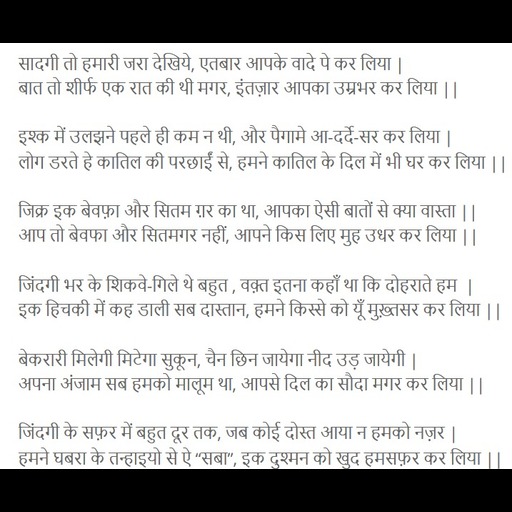 सादगी तो हमारी जरा देखिये, एतबार आपके वादे पे कर लिया |
बात तो शीर्फ एक रात की थी मगर, इंतज़ार आपका उम्रभर कर लिया ||
इश्क में उलझने पहले ही कम न थी, और पैगामे आ-दर्दे-सर कर लिया |
लोग डरते हे कातिल की परछाईं से, हमने कातिल के दिल में भी घर कर लिया ||
जिक्र इक बेवफ़ा और सितम ग़र का था, आपका ऐसी बातों से क्या वास्ता ||
आप तो बेवफा और सितमगर नहीं, आपने किस लिए मुह उधर कर लिया ||
जिंदगी भर के शिकवे-गिले थे बहुत , वक़्त इतना कहाँ था कि दोहराते हम |
इक हिचकी में कह डाली सब दास्तान, हमने किस्से को यूँ मुख़्तसर कर लिया ||
बेकरारी मिलेगी मिटेगा सुकून, चैन छिन जायेगा नीद उड़ जायेगी |
अपना अंजाम सब हमको मालूम था, आपसे दिल का सौदा मगर कर लिया ||
जिंदगी के सफ़र में बहुत दूर तक, जब कोई दोस्त आया न हमको नज़र |
हमने घबरा के तन्हाइयो से ऐ “सबा”, इक दुश्मन को खुद हमसफ़र कर लिया ||